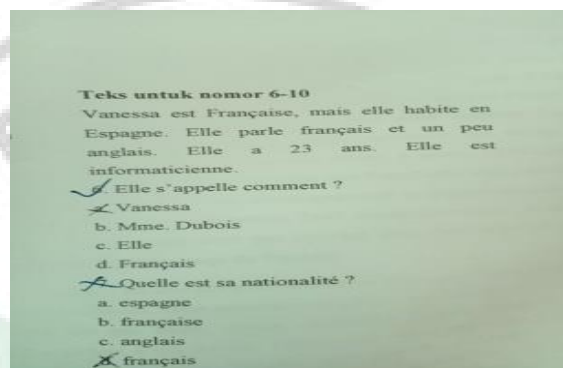 Teks untuk nomor 6-10
Vanessa est Française, mais elle habite en
Espagne. Elle parle français et un peu
anglais. Elle a 23 ans. Elle est
informaticienne.
6. Elle s'appelle comment ?
a. Vanessa
b. Mme. Dubois
c. Elle
d. Français
7. Quelle est sa nationalité ?
a. espagne
b. française
c. anglais
d. français